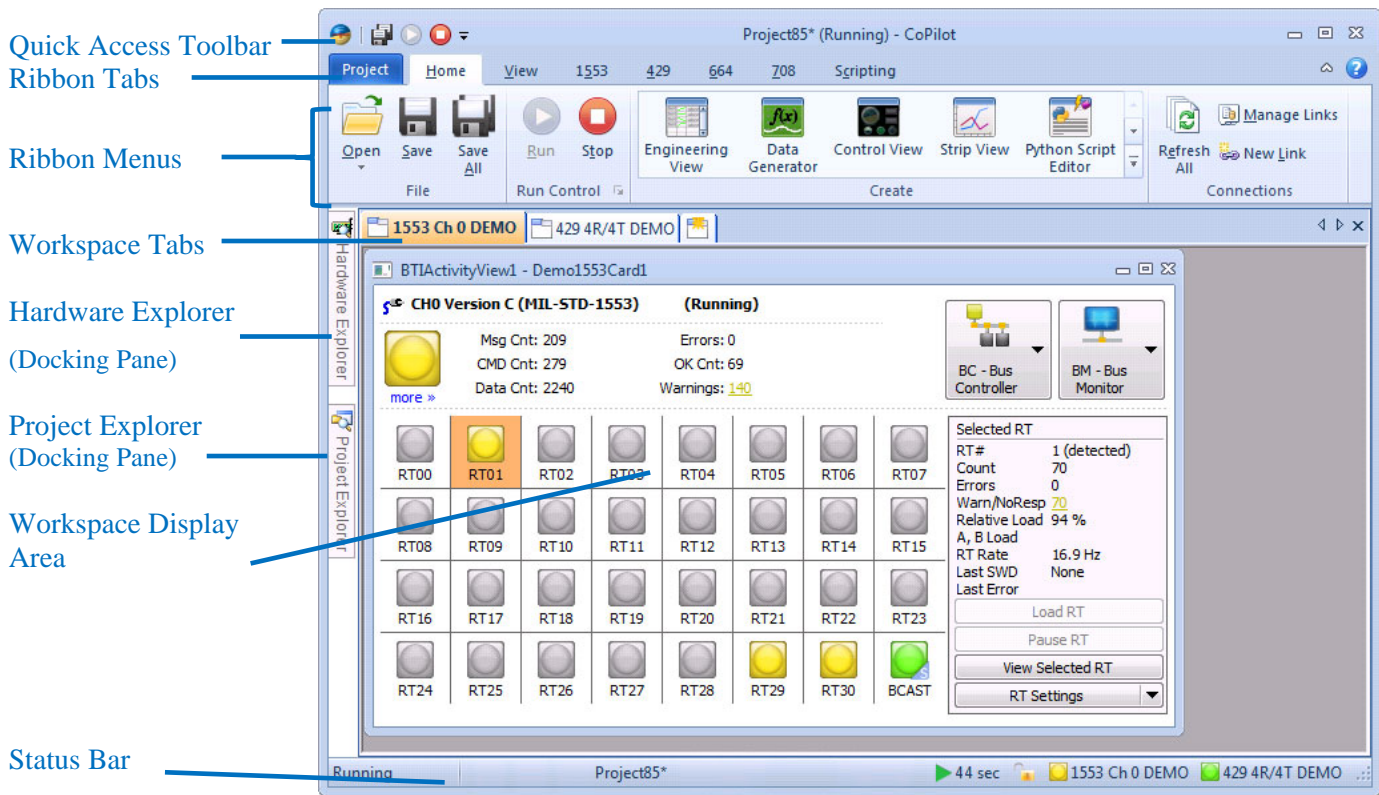 Quick Access Toolbar
Ribbon Tabs
Ribbon Menus
Workspace Tabs
Hardware Explorer
(Docking Pane)
Project Explorer
(Docking Pane)
Workspace Display
Area
Status Bar
Project85* (Running) - CoPilot
Project Home View 1553 429 664 708 Scripting
Open Save Save All Run Stop Engineering View Data Generator Control View Strip View Python Script Editor Refresh All Manage Links New Link
f(x)
File Run Control Create Connections
Hardware Explorer
Project Explorer
1553 Ch 0 DEMO 429 4R/4T DEMO
BTIActivityView1 - Demo1553Card1
CH0 Version C (MIL-STD-1553) (Running)
Msg Cnt: 209 Errors: 0
CMD Cnt: 279 OK Cnt: 69
Data Cnt: 2240 Warnings: 140
more »
BC - Bus Controller
BM - Bus Monitor
RT00 RT01 RT02 RT03 RT04 RT05 RT06 RT07
RT08 RT09 RT10 RT11 RT12 RT13 RT14 RT15
RT16 RT17 RT18 RT19 RT20 RT21 RT22 RT23
RT24 RT25 RT26 RT27 RT28 RT29 RT30 BCAST
Selected RT
RT# 1 (detected)
Count 70
Errors 0
Warn/NoResp 70
Relative Load 94 %
A, B Load
RT Rate 16.9 Hz
Last SWD None
Last Error
Load RT
Pause RT
View Selected RT
RT Settings
Running Project85* 44 sec 1553 Ch 0 DEMO 429 4R/4T DEMO